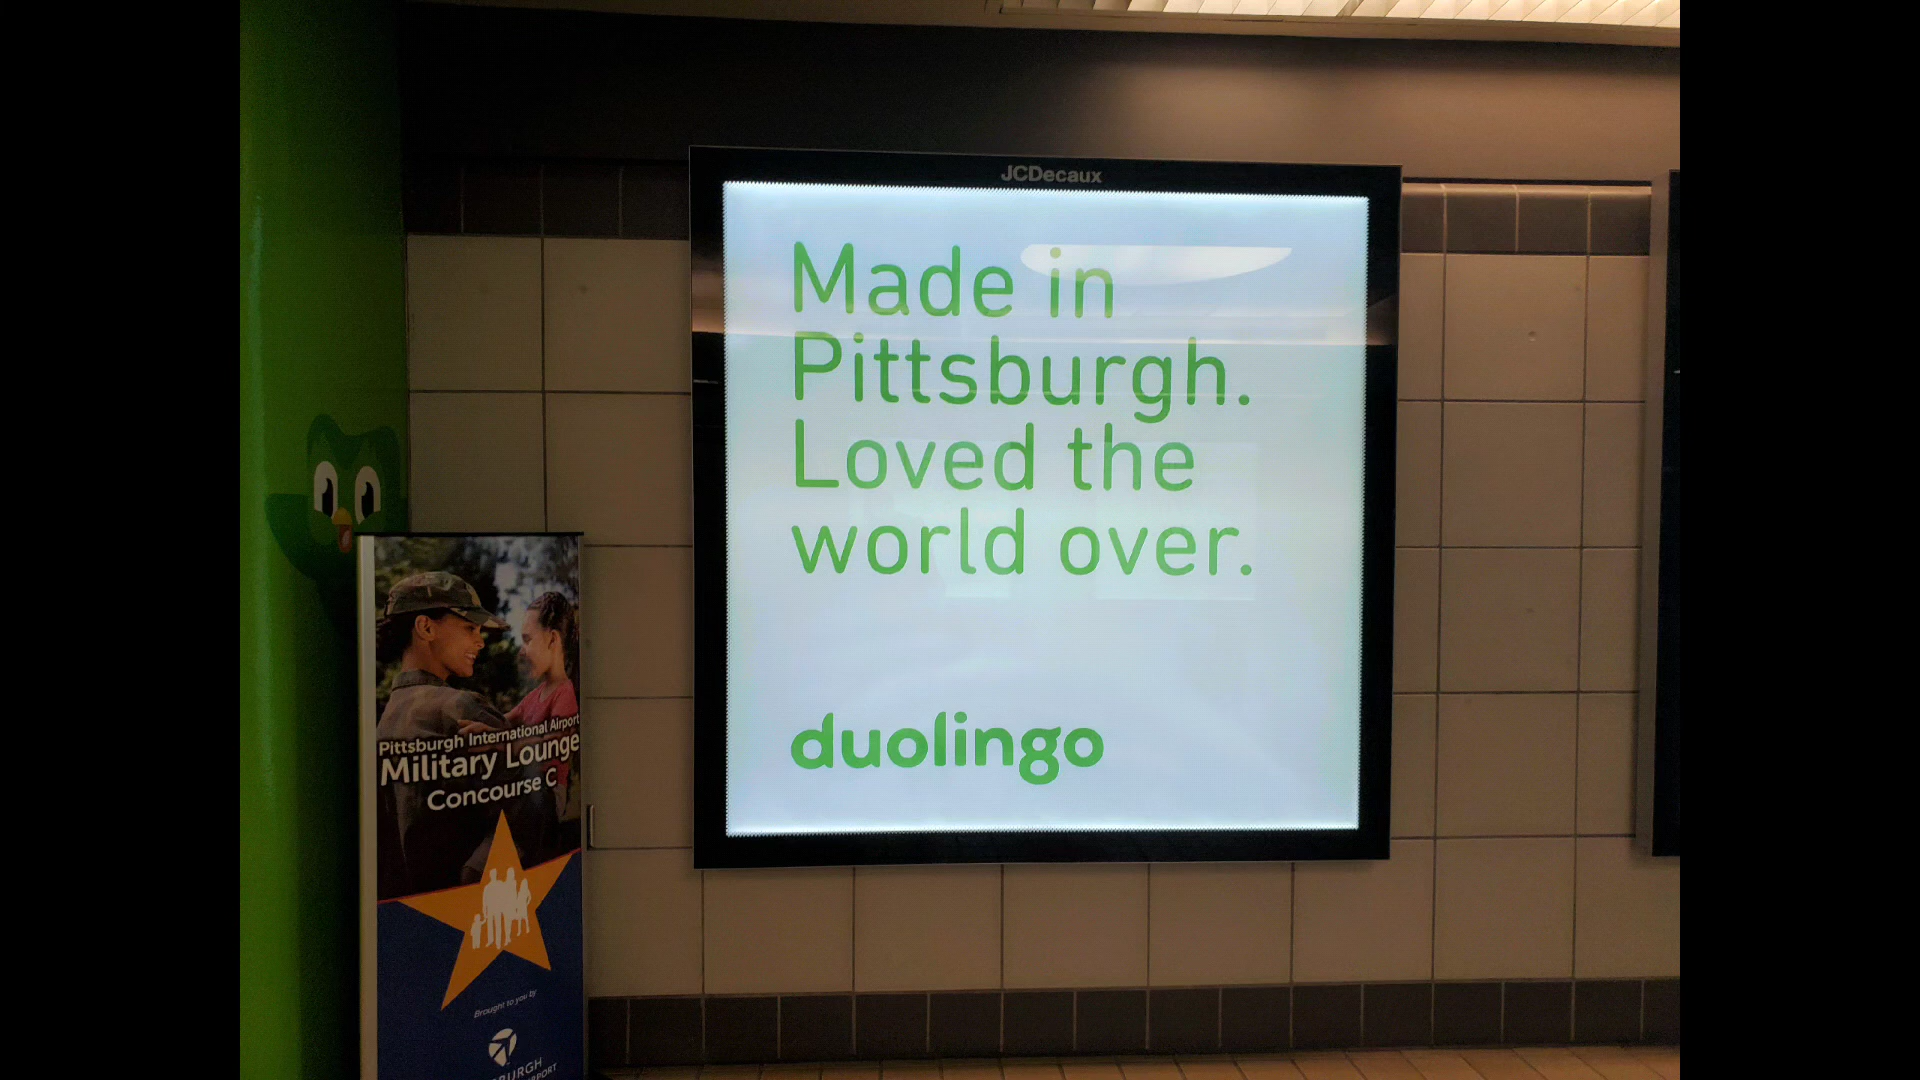 JCDecaux
Made in
Pittsburgh.
Loved the
world over.
duolingo
Pittsburgh International Airport
Military Lounge
Concourse C
Brought to you by